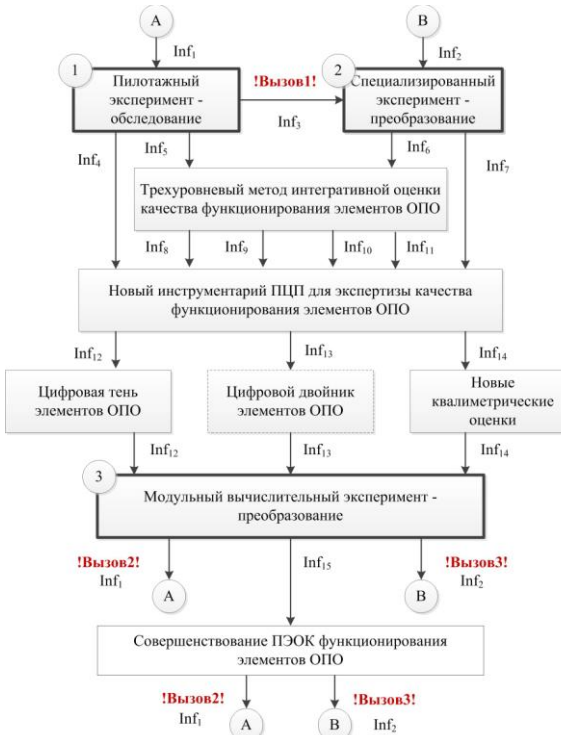 A
B
Inf1
Inf2
1
Пилотажный
эксперимент -
обследование
!Вызов1!
Inf3
2
Специализированный
эксперимент -
преобразование
Inf4
Inf5
Inf6
Inf7
Трехуровневый метод интегративной оценки
качества функционирования элементов ОПО
Inf8
Inf9
Inf10
Inf11
Новый инструментарий ПЦП для экспертизы качества
функционирования элементов ОПО
Inf12
Inf13
Inf14
Цифровая тень
элементов ОПО
Цифровой двойник
элементов ОПО
Новые
квалиметрические
оценки
Inf12
Inf13
Inf14
3
Модульный вычислительный эксперимент -
преобразование
!Вызов2!
Inf1
Inf15
!Вызов3!
Inf2
A
B
Совершенствование ПЭОК функционирования
элементов ОПО
!Вызов2!
Inf1
!Вызов3!
Inf2
A
B